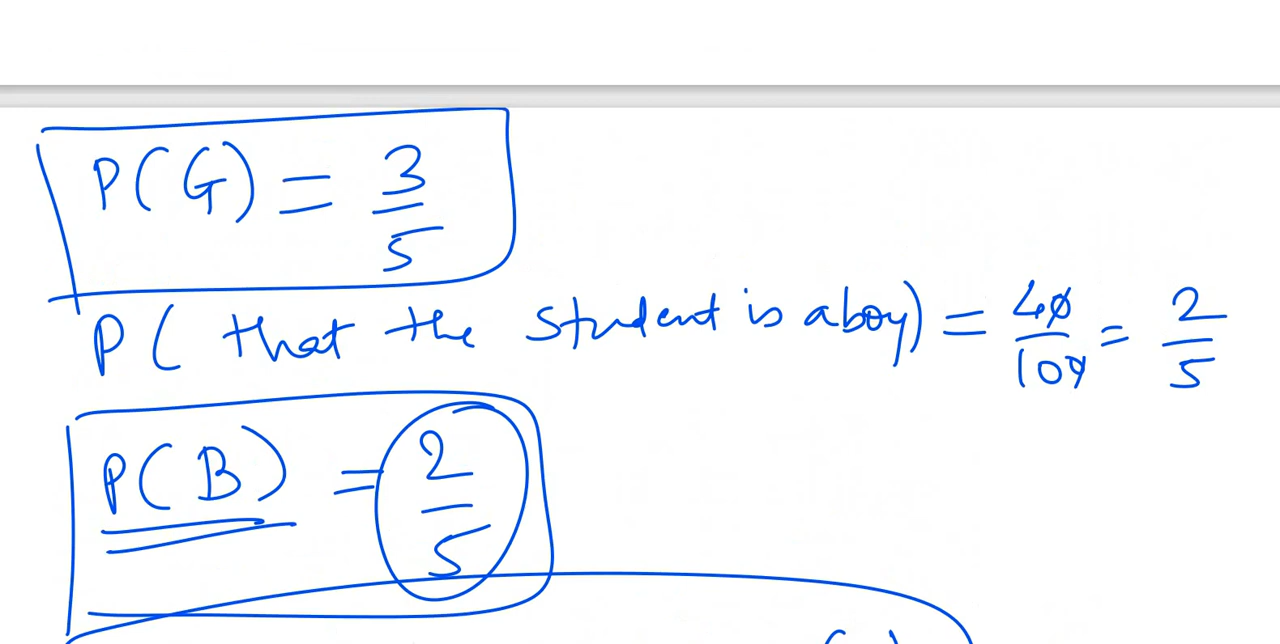 P(G) = 3/5
P( that the student is a boy) = 40/100 = 2/5
P(B) = 2/5